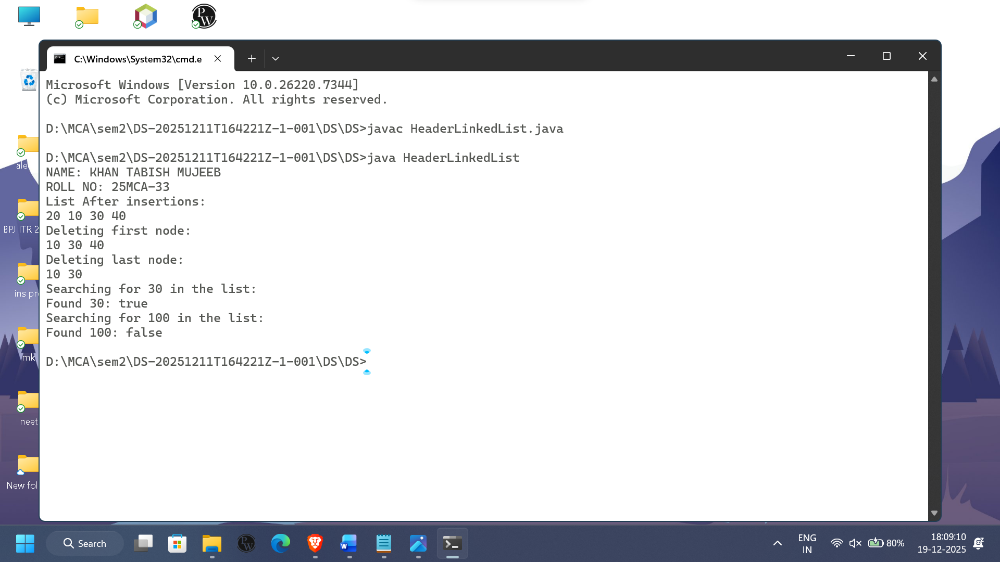 C:\Windows\System32\cmd.e
Microsoft Windows [Version 10.0.26220.7344]
(c) Microsoft Corporation. All rights reserved.
D:\MCA\sem2\DS-20251211T164221Z-1-001\DS\DS>javac HeaderLinkedList.java
D:\MCA\sem2\DS-20251211T164221Z-1-001\DS\DS>java HeaderLinkedList
NAME: KHAN TABISH MUJEEB
ROLL NO: 25MCA-33
List After insertions:
20 10 30 40
Deleting first node:
10 30 40
Deleting last node:
10 30
Searching for 30 in the list:
Found 30: true
Searching for 100 in the list:
Found 100: false
D:\MCA\sem2\DS-20251211T164221Z-1-001\DS\DS>
ale
BPJ ITR 2
ins pr
mk
neet
New fol
Search
ENG
IN
80%
18:09:10
19-12-2025